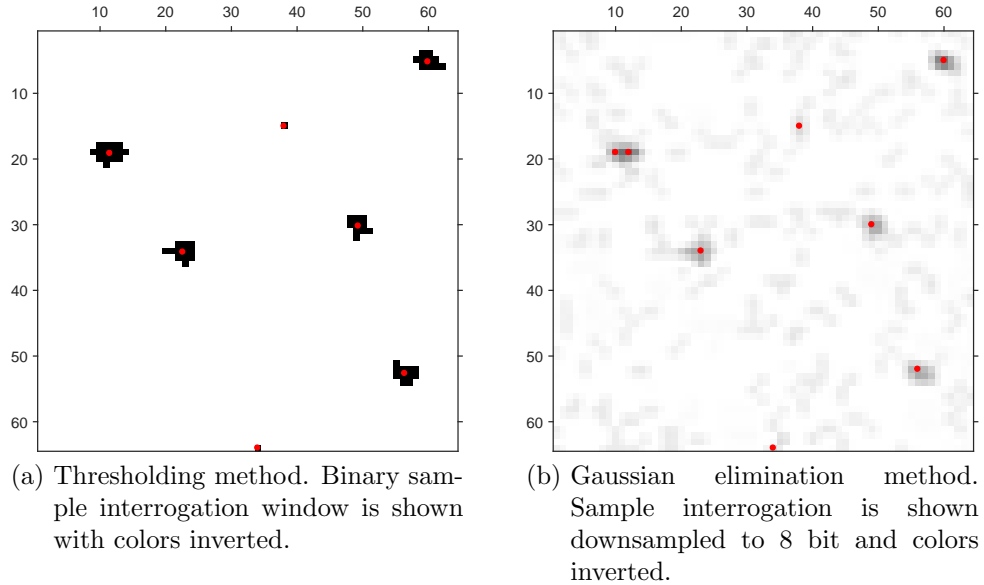 10 20 30 40 50 60
10
20
30
40
50
60
(a) Thresholding method. Binary sam-
ple interrogation window is shown
with colors inverted.
10 20 30 40 50 60
10
20
30
40
50
60
(b) Gaussian elimination method.
Sample interrogation is shown
downsampled to 8 bit and colors
inverted.